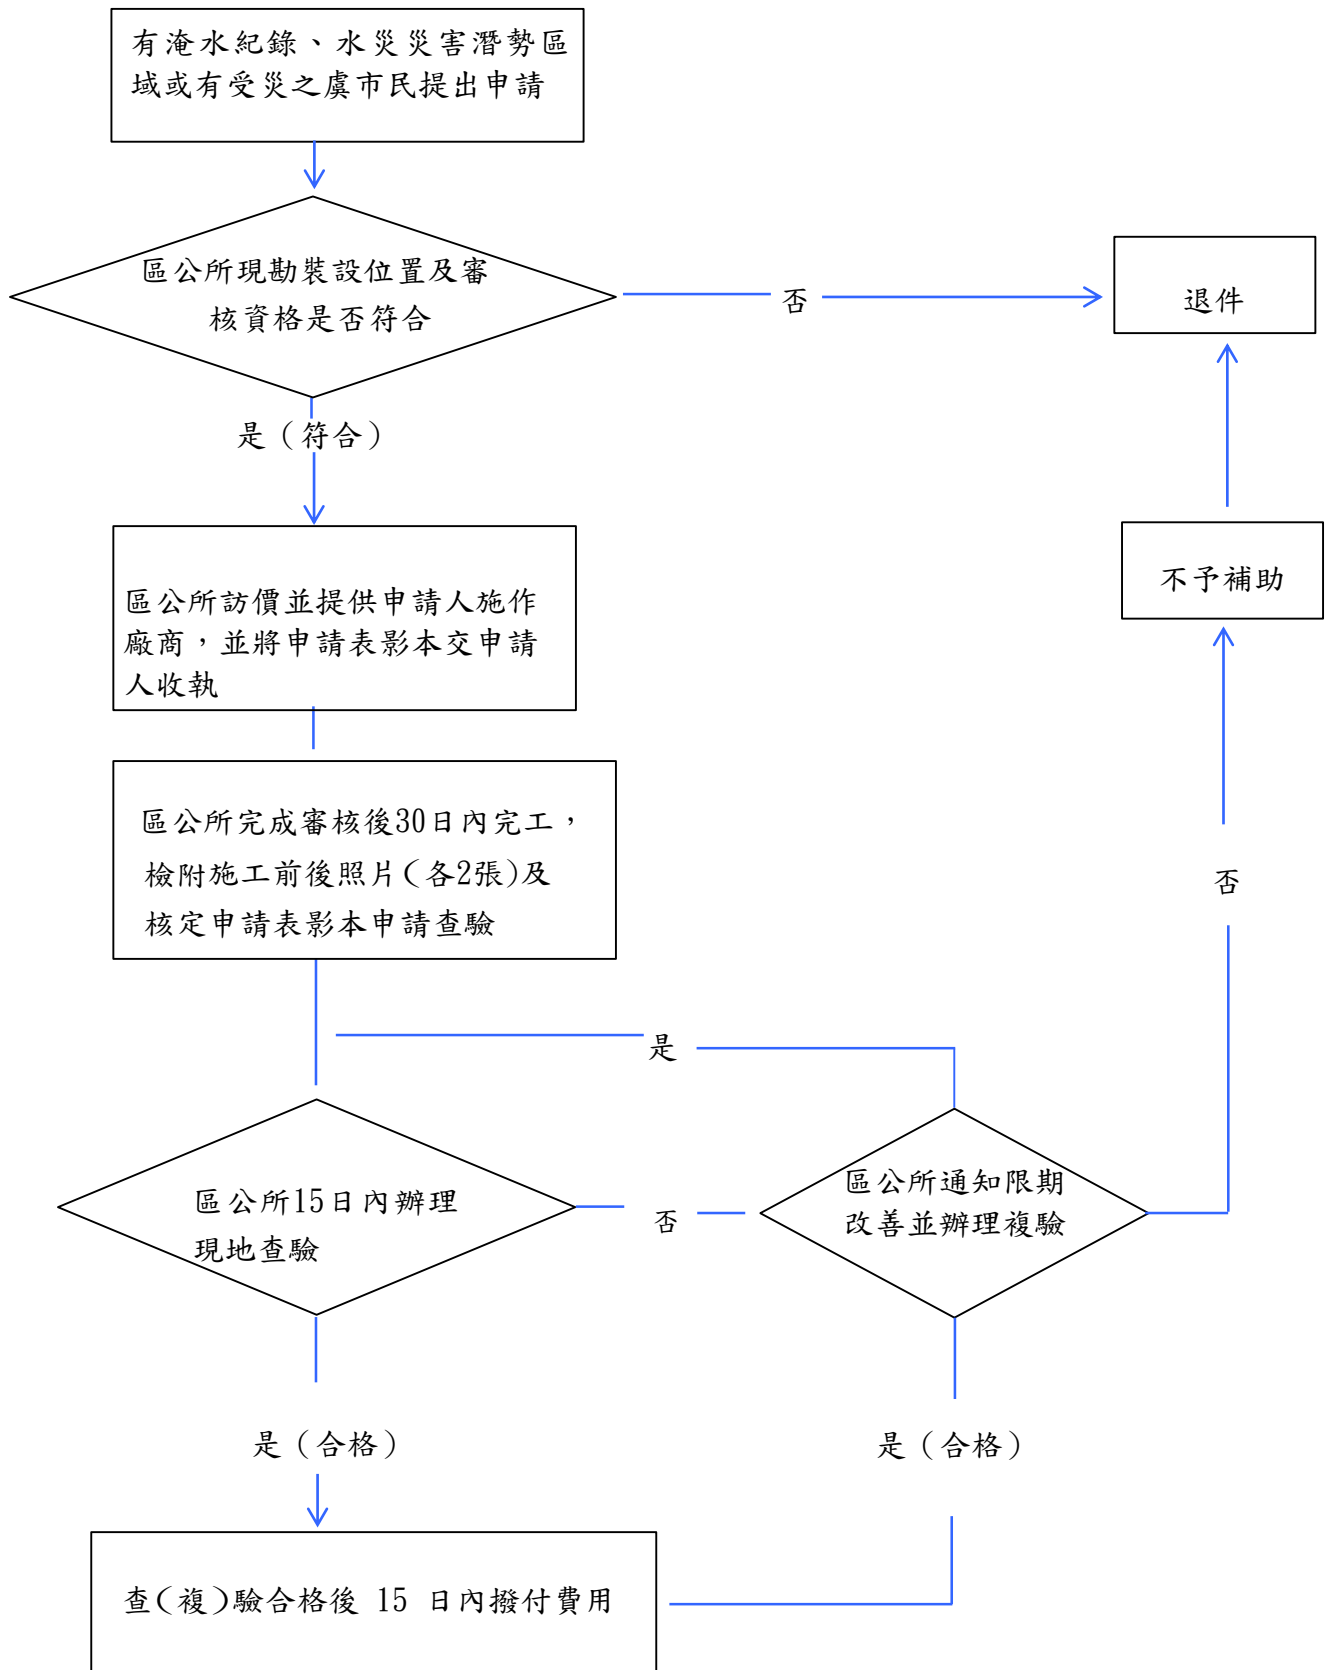 有淹水紀錄、水災災害潛勢區
域或有受災之虞市民提出申請
區公所現勘裝設位置及審
核資格是否符合
否
退件
是（符合）
區公所訪價並提供申請人施作
廠商，並將申請表影本交申請
人收執
不予補助
區公所完成審核後30日內完工，
檢附施工前後照片(各2張)及
核定申請表影本申請查驗
否
是
區公所15日內辦理
現地查驗
否
區公所通知限期
改善並辦理複驗
是（合格）
是（合格）
查(複)驗合格後 15 日內撥付費用